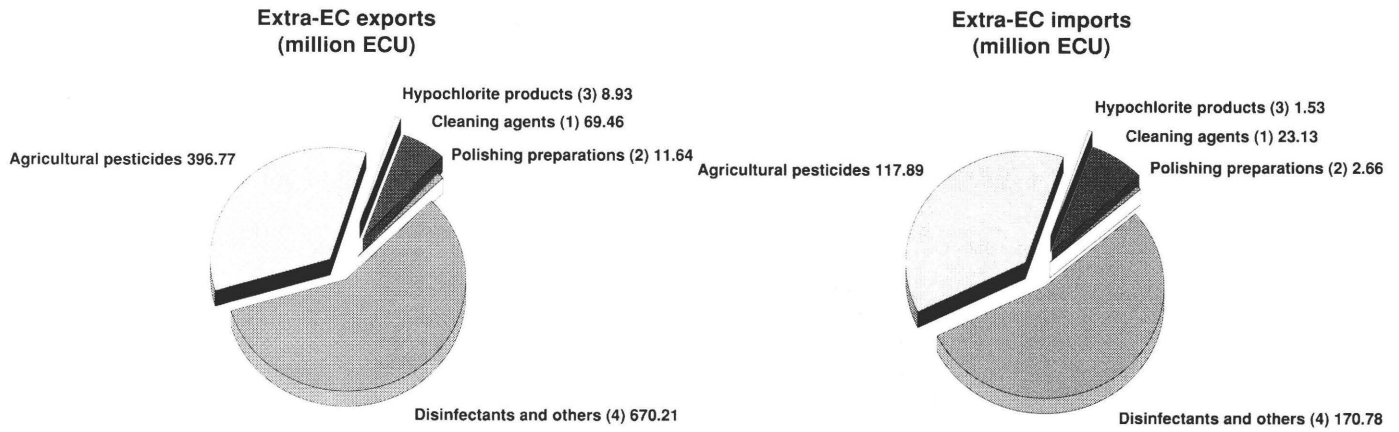 Extra-EC exports
(million ECU)
Hypochlorite products (3) 8.93
Cleaning agents (1) 69.46
Polishing preparations (2) 11.64
Agricultural pesticides 396.77
Disinfectants and others (4) 670.21
Extra-EC imports
(million ECU)
Hypochlorite products (3) 1.53
Cleaning agents (1) 23.13
Polishing preparations (2) 2.66
Agricultural pesticides 117.89
Disinfectants and others (4) 170.78